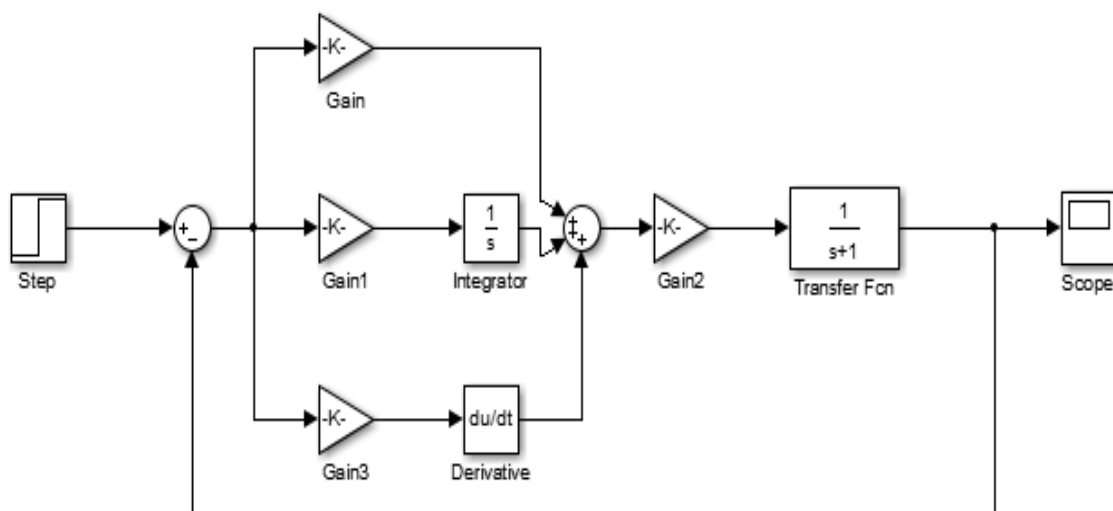 -K-
Gain
Step
+
−
-K-
Gain1
1
s
Integrator
+
+
+
-K-
Gain2
1
s+1
Transfer Fcn
Scope
-K-
Gain3
du/dt
Derivative